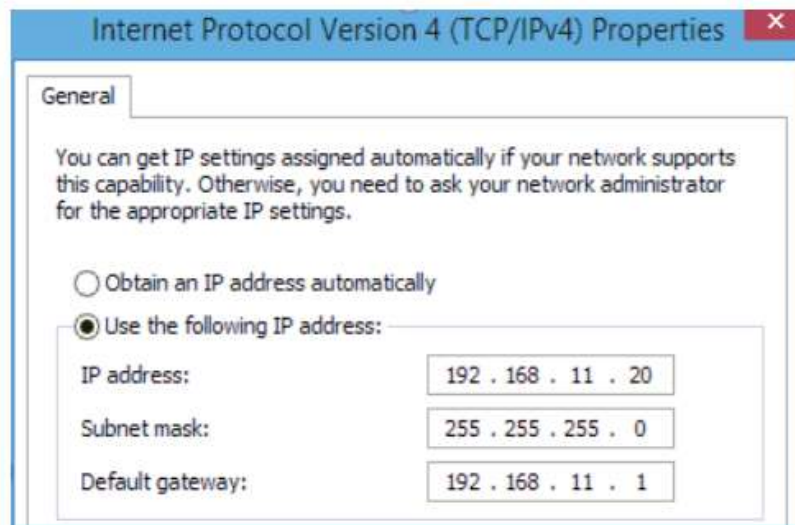 Internet Protocol Version 4 (TCP/IPv4) Properties
General
You can get IP settings assigned automatically if your network supports
this capability. Otherwise, you need to ask your network administrator
for the appropriate IP settings.
Obtain an IP address automatically
Use the following IP address:
IP address: 192 . 168 . 11 . 20
Subnet mask: 255 . 255 . 255 . 0
Default gateway: 192 . 168 . 11 . 1